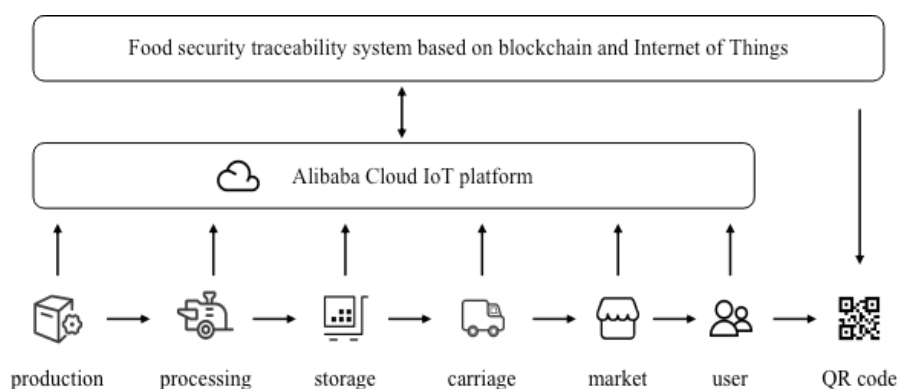 Food security traceability system based on blockchain and Internet of Things
Alibaba Cloud IoT platform
production processing storage carriage market user QR code